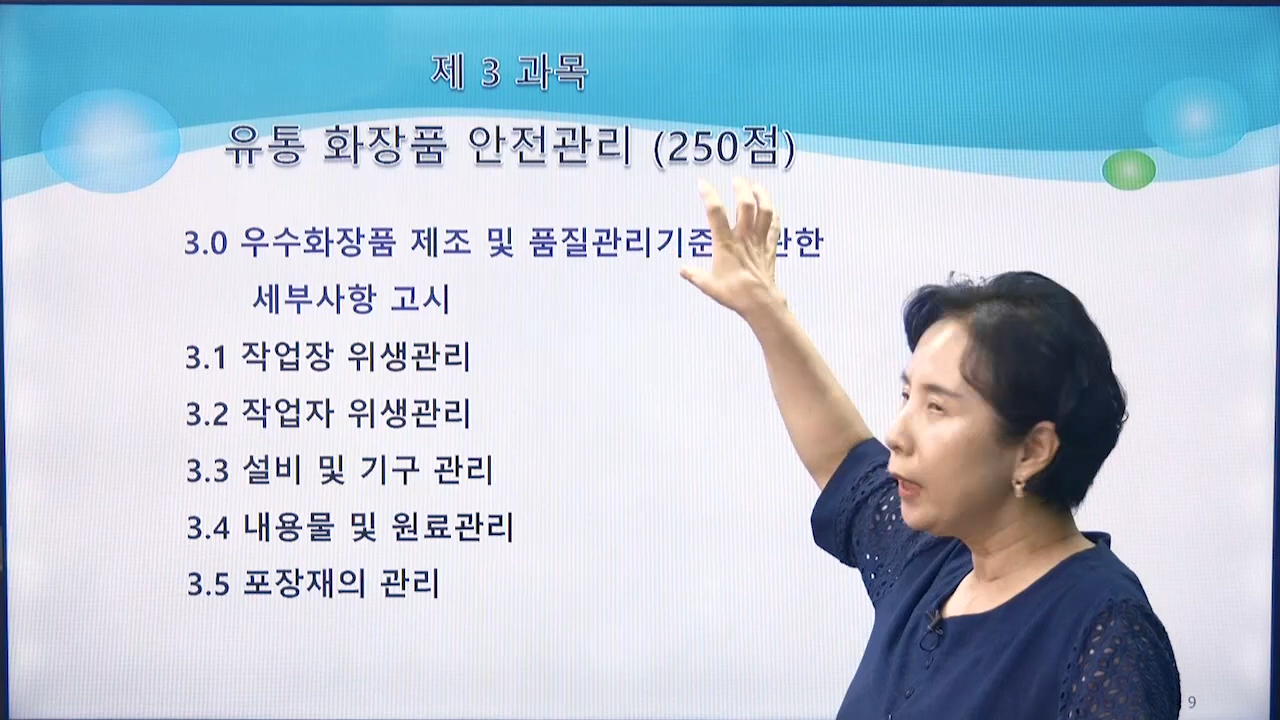 제 3 과목
유통 화장품 안전관리 (250점)
3.0 우수화장품 제조 및 품질관리기준 관한
세부사항 고시
3.1 작업장 위생관리
3.2 작업자 위생관리
3.3 설비 및 기구 관리
3.4 내용물 및 원료관리
3.5 포장재의 관리
9